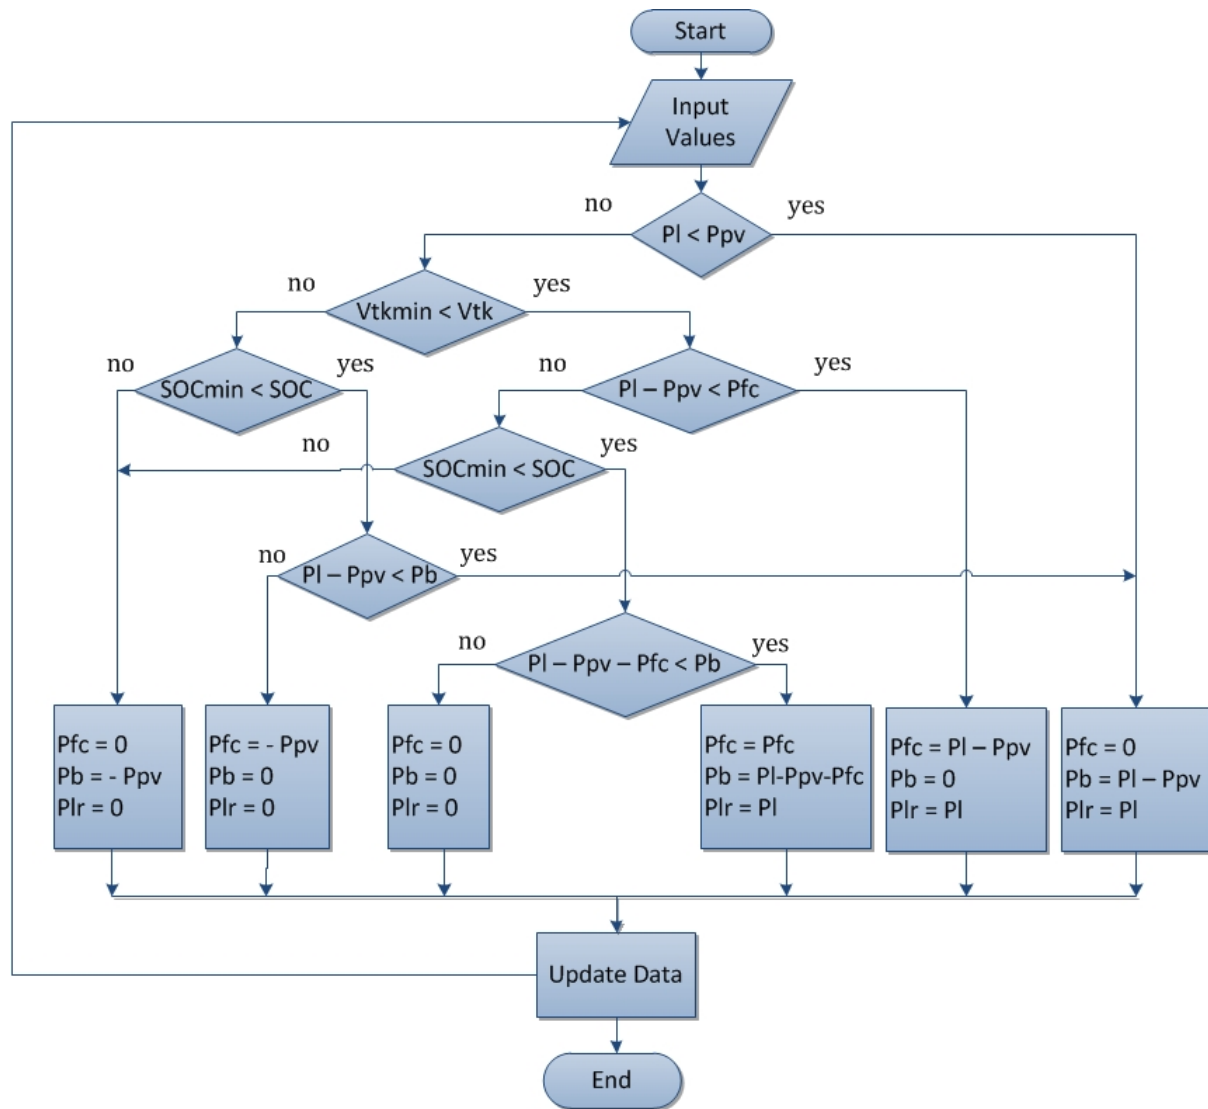 Start
Input
Values
no
yes
Pl < Ppv
no
yes
Vtkmin < Vtk
no
yes
SOCmin < SOC
no
yes
Pl – Ppv < Pfc
no
yes
SOCmin < SOC
no
yes
Pl – Ppv < Pb
no
yes
Pl – Ppv – Pfc < Pb
Pfc = 0
Pb = - Ppv
Plr = 0
Pfc = - Ppv
Pb = 0
Plr = 0
Pfc = 0
Pb = 0
Plr = 0
Pfc = Pfc
Pb = Pl-Ppv-Pfc
Plr = Pl
Pfc = Pl – Ppv
Pb = 0
Plr = Pl
Pfc = 0
Pb = Pl – Ppv
Plr = Pl
Update Data
End